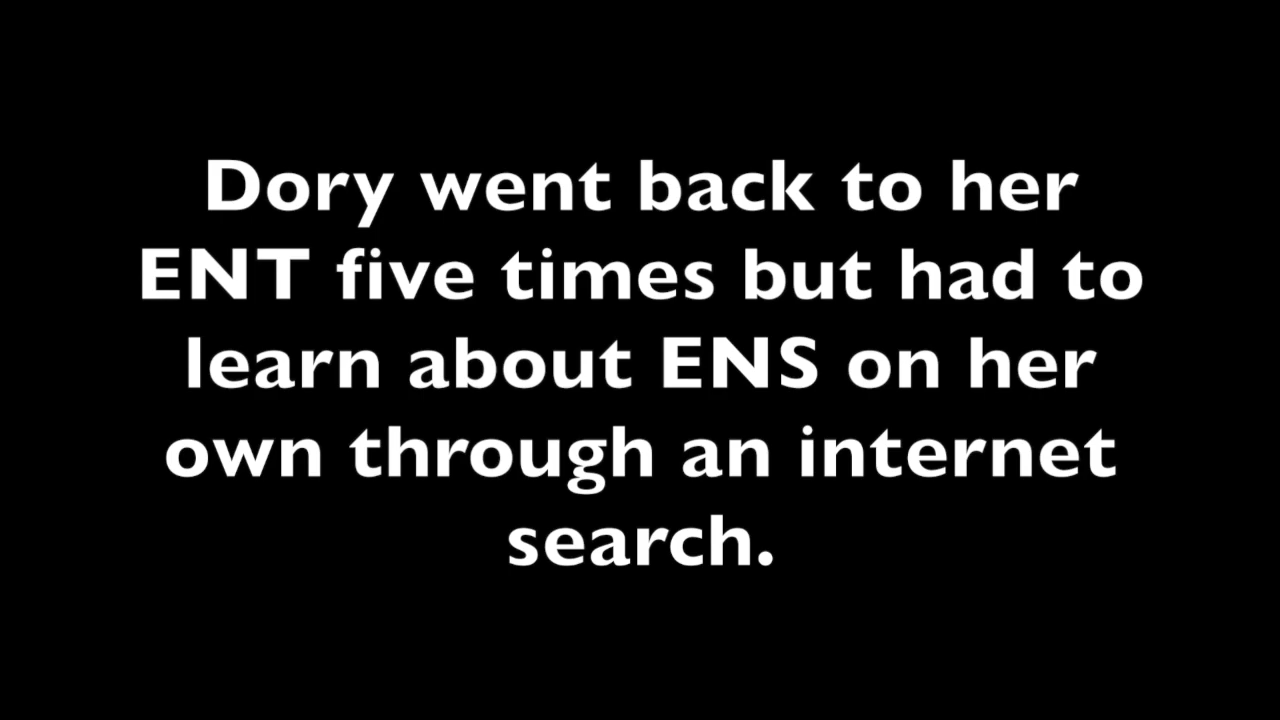 Dory went back to her
ENT five times but had to
learn about ENS on her
own through an internet
search.